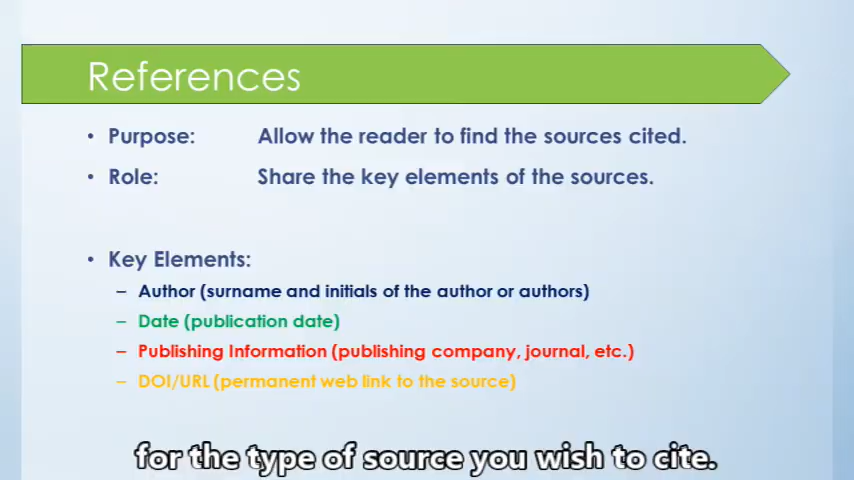 References
• Purpose: Allow the reader to find the sources cited.
• Role: Share the key elements of the sources.
• Key Elements:
– Author (surname and initials of the author or authors)
– Date (publication date)
– Publishing Information (publishing company, journal, etc.)
– DOI/URL (permanent web link to the source)
for the type of source you wish to cite.